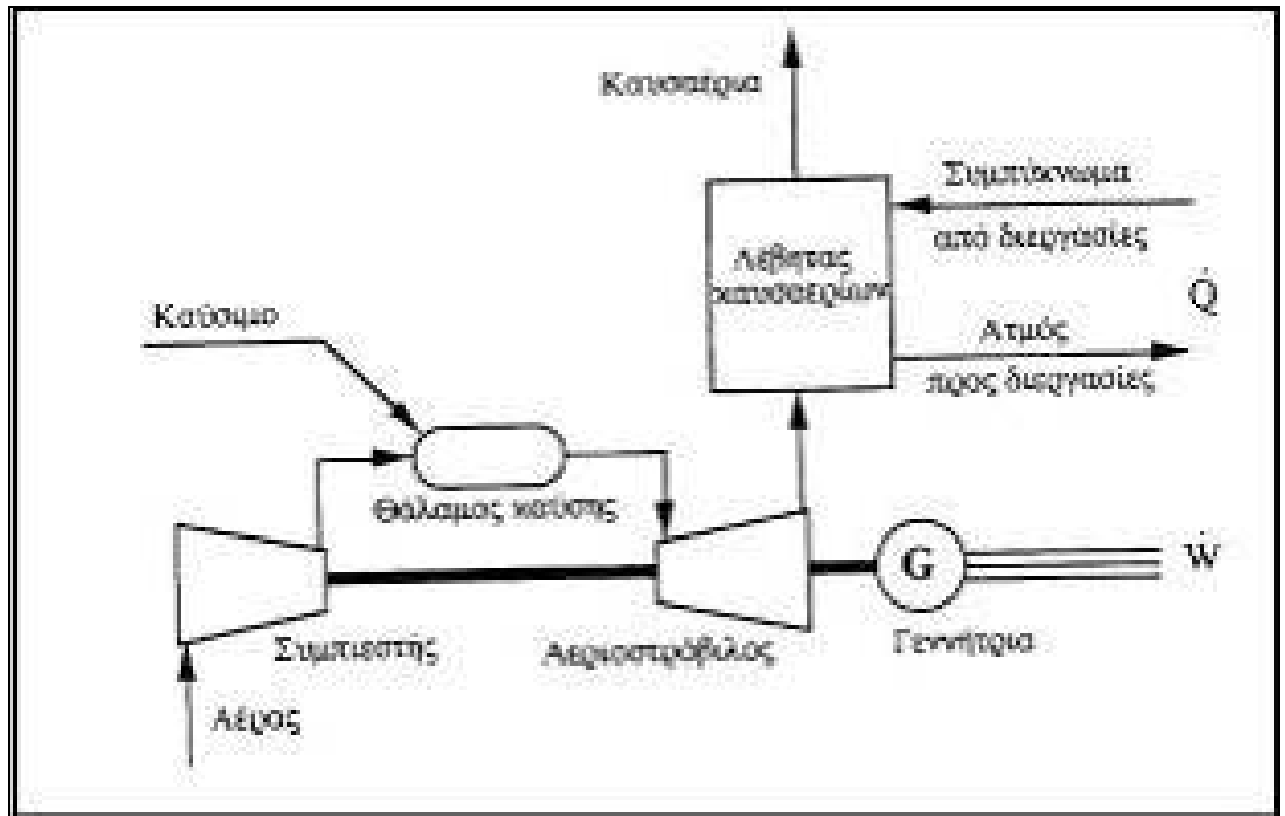 Καυσαέρια
Συμπύκνωμα
από διεργασίες
Λέβητας
καυσαερίων
Q̇
Καύσιμο
Ατμός
προς διεργασίες
Θάλαμος καύσης
G
Ẇ
Συμπιεστής
Αεριοστρόβιλος
Γεννήτρια
Αέρας